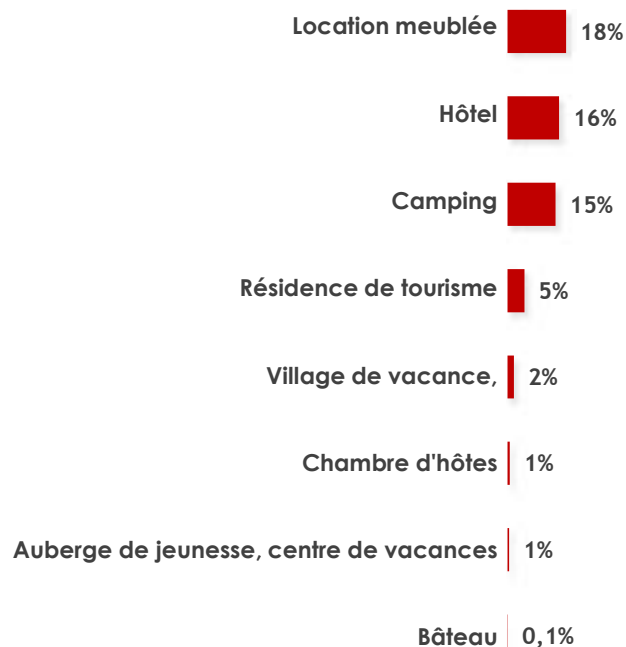 Location meublée 18%
Hôtel 16%
Camping 15%
Résidence de tourisme 5%
Village de vacance, 2%
Chambre d'hôtes 1%
Auberge de jeunesse, centre de vacances 1%
Bâteau 0,1%